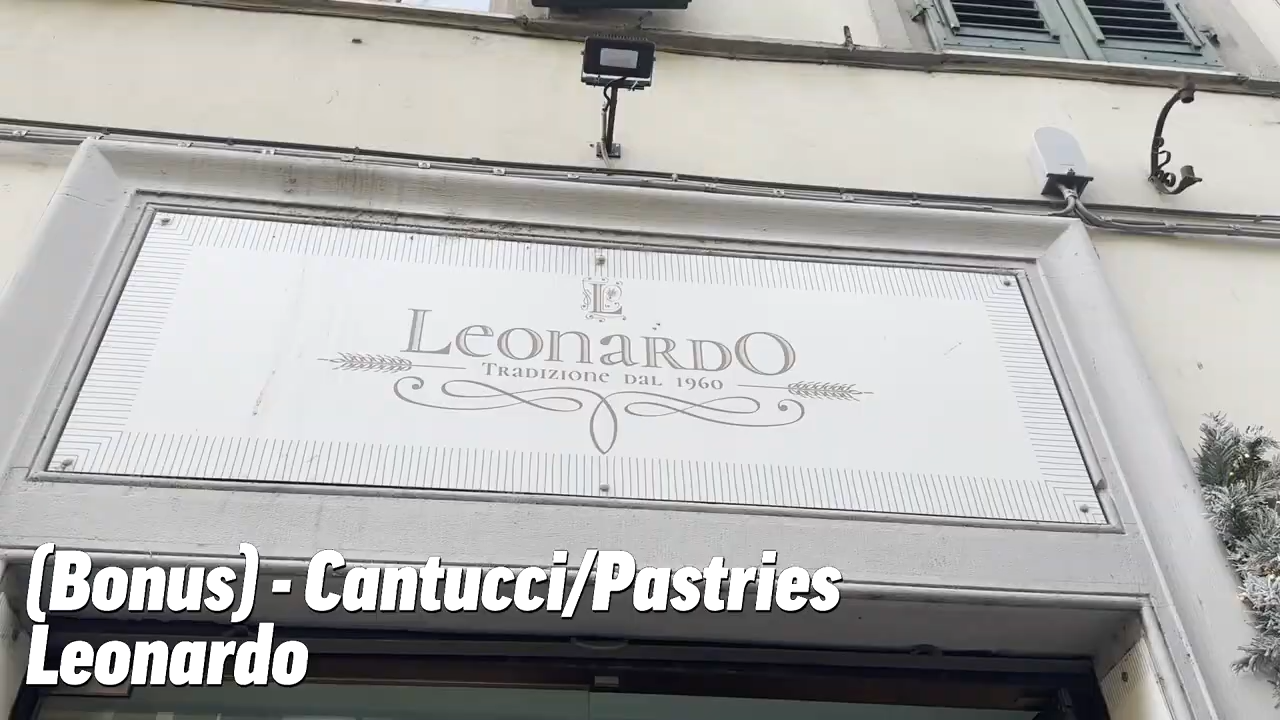 L
Leonardo
Tradizione dal 1960
(Bonus) - Cantucci/Pastries
Leonardo